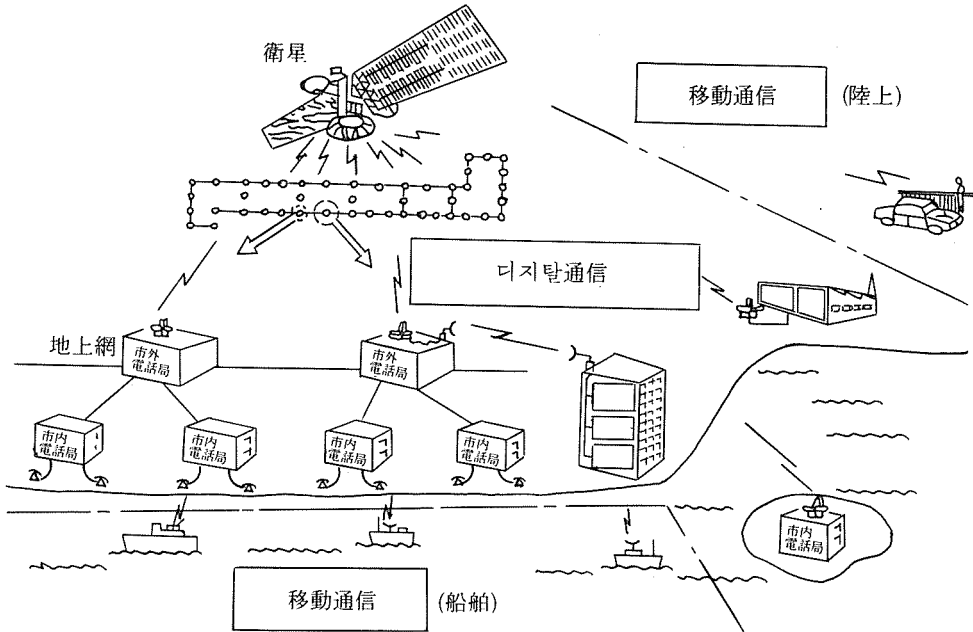 衛星
移動通信 (陸上)
디지탈通信
地上網
市外
電話局
市外
電話局
市内
電話局
市内
電話局
市内
電話局
市内
電話局
市内
電話局
移動通信 (船舶)